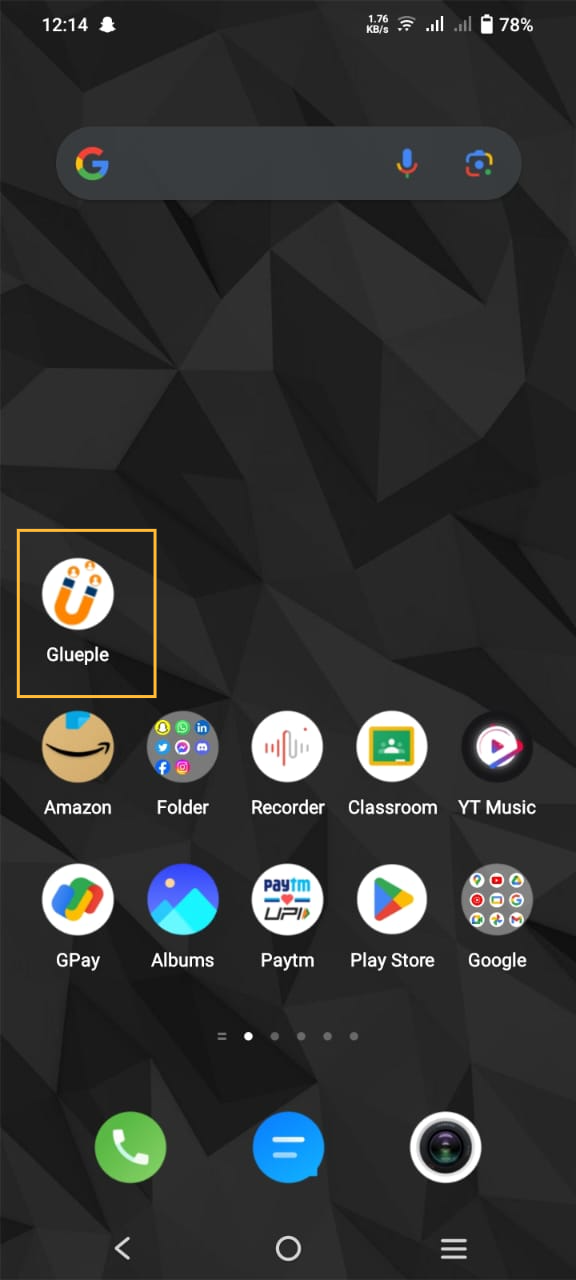 12:14
1.76
KB/s
78%
Glueple
Amazon Folder Recorder Classroom YT Music
paytm
UPI
GPay Albums Paytm Play Store Google